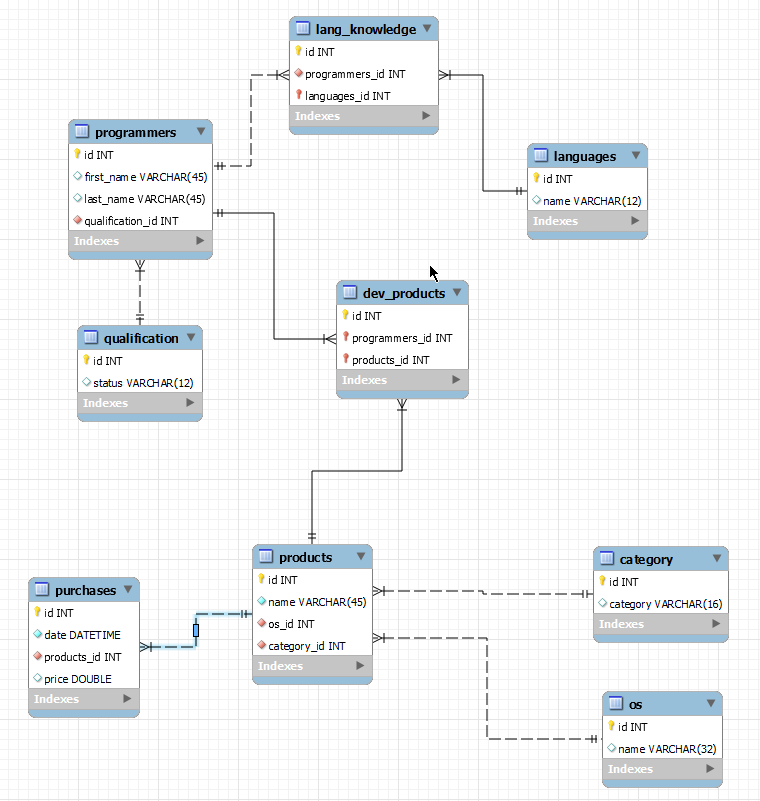 lang_knowledge
id INT
programmers_id INT
languages_id INT
Indexes
programmers
id INT
first_name VARCHAR(45)
last_name VARCHAR(45)
qualification_id INT
Indexes
languages
id INT
name VARCHAR(12)
Indexes
dev_products
id INT
programmers_id INT
products_id INT
Indexes
qualification
id INT
status VARCHAR(12)
Indexes
products
id INT
name VARCHAR(45)
os_id INT
category_id INT
Indexes
category
id INT
category VARCHAR(16)
Indexes
purchases
id INT
date DATETIME
products_id INT
price DOUBLE
Indexes
os
id INT
name VARCHAR(32)
Indexes